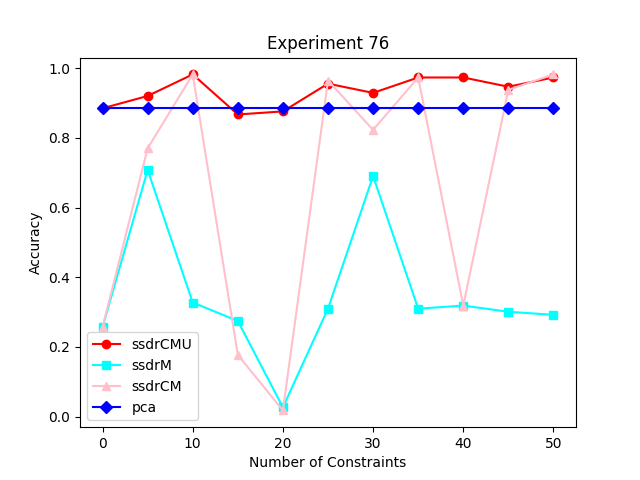 Experiment 76
Accuracy
1.0
0.8
0.6
0.4
0.2
0.0
ssdrCMU
ssdrM
ssdrCM
pca
0 10 20 30 40 50
Number of Constraints